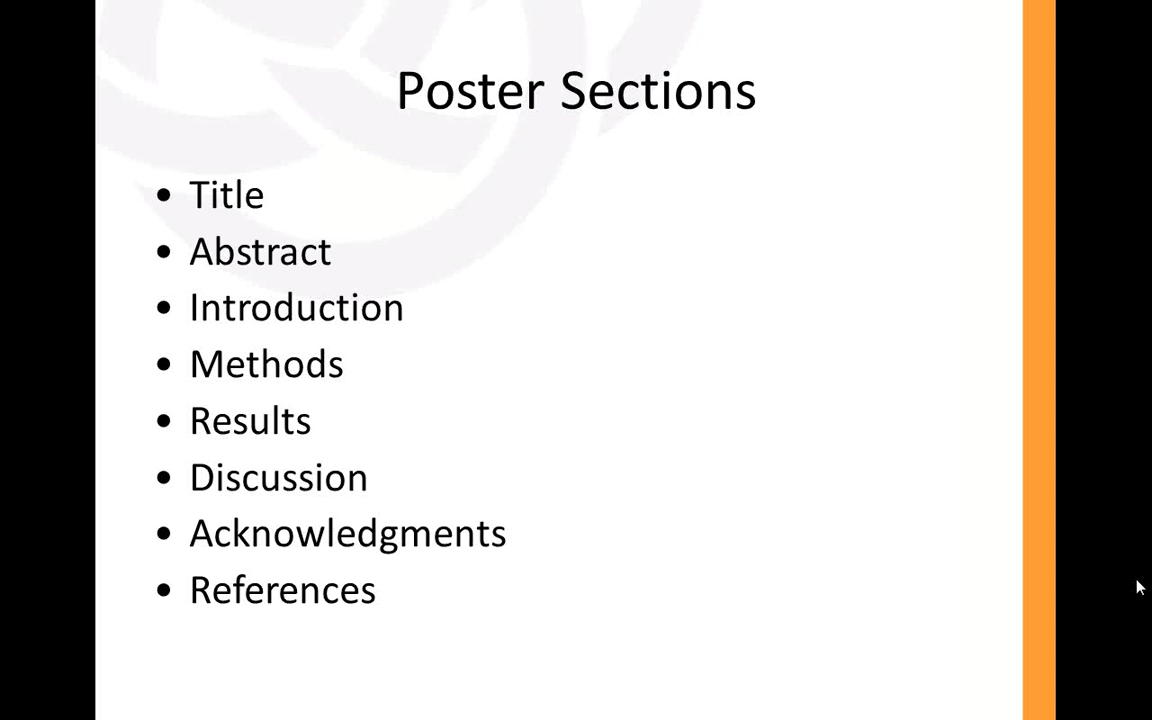 Poster Sections
• Title
• Abstract
• Introduction
• Methods
• Results
• Discussion
• Acknowledgments
• References